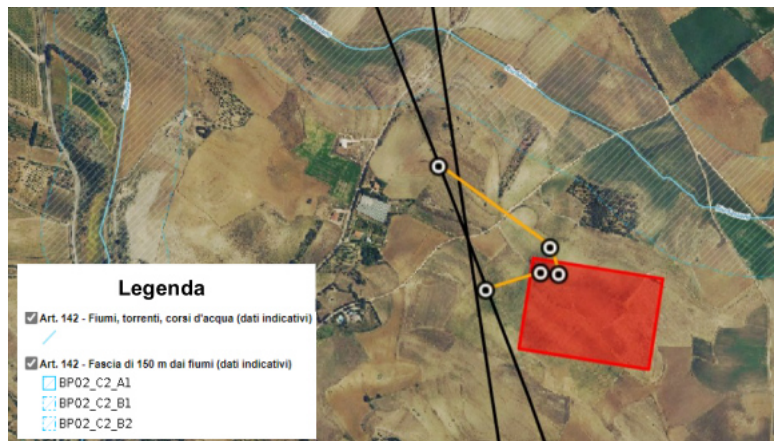 Legenda
Art. 142 - Fiumi, torrenti, corsi d'acqua (dati indicativi)
Art. 142 - Fascia di 150 m dai fiumi (dati indicativi)
BP02_C2_A1
BP02_C2_B1
BP02_C2_B2